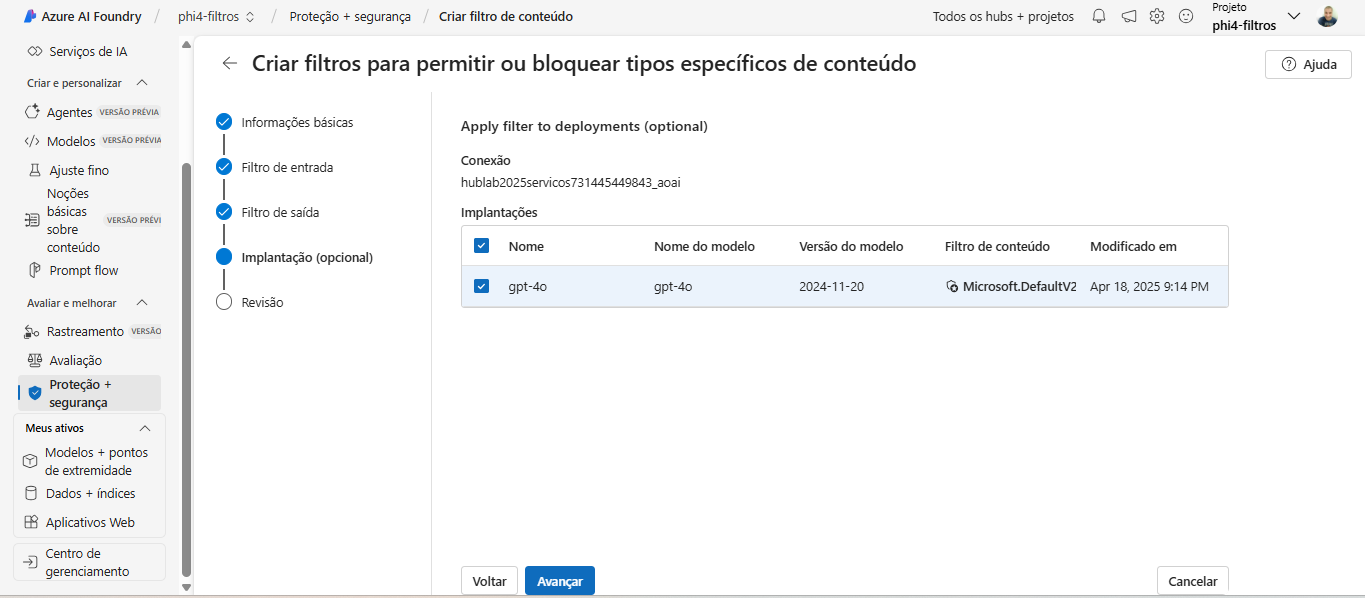 Azure AI Foundry / phi4-filtros / Proteção + segurança / Criar filtro de conteúdo
Todos os hubs + projetos
Projeto
phi4-filtros
Serviços de IA
Criar e personalizar
Agentes VERSÃO PRÉVIA
Modelos VERSÃO PRÉVIA
Ajuste fino
Noções
básicas
sobre
conteúdo
VERSÃO PRÉVI
Prompt flow
Avaliar e melhorar
Rastreamento VERSÃO
Avaliação
Proteção +
segurança
Meus ativos
Modelos + pontos
de extremidade
Dados + índices
Aplicativos Web
Centro de
gerenciamento
Criar filtros para permitir ou bloquear tipos específicos de conteúdo
Ajuda
Informações básicas
Filtro de entrada
Filtro de saída
Implantação (opcional)
Revisão
Apply filter to deployments (optional)
Conexão
hublab2025servicos731445449843_aoai
Implantações
Nome Nome do modelo Versão do modelo Filtro de conteúdo Modificado em
gpt-4o gpt-4o 2024-11-20 Microsoft.DefaultV2 Apr 18, 2025 9:14 PM
Voltar Avançar Cancelar